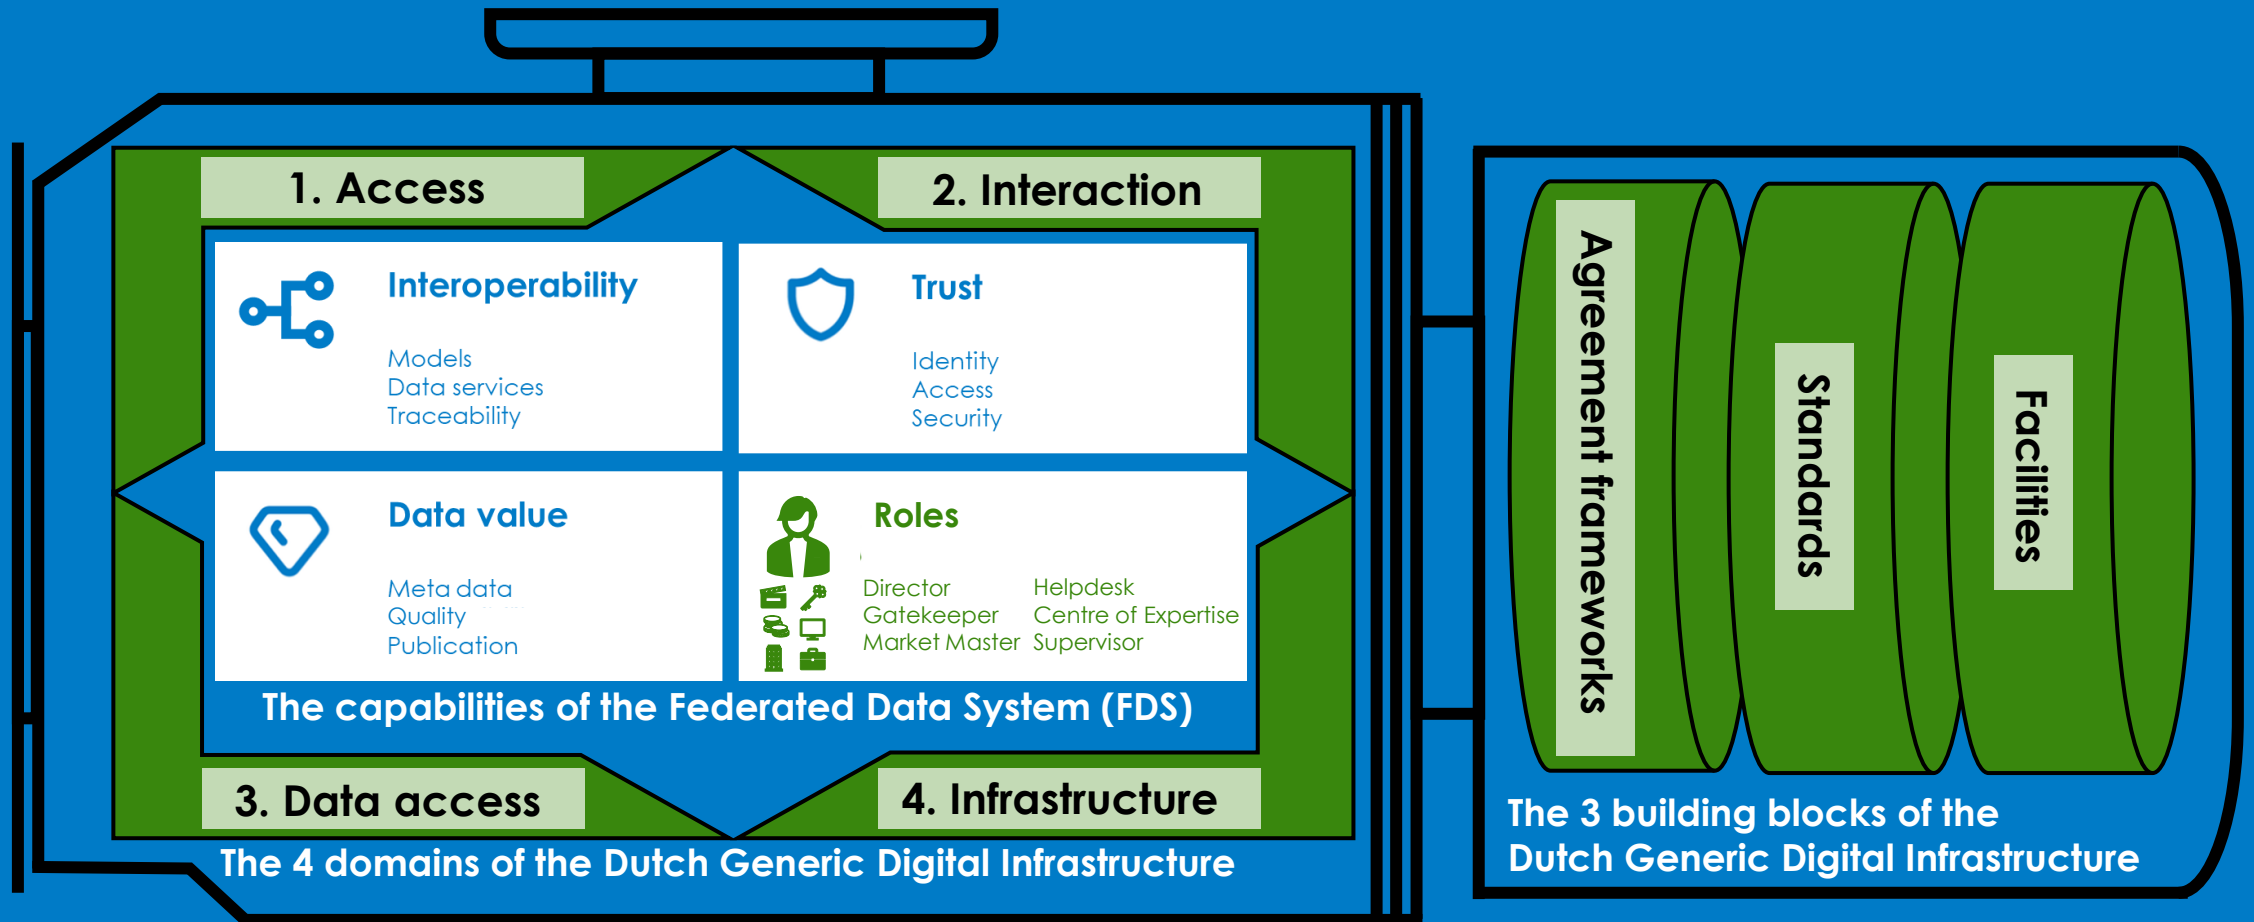 1. Access
2. Interaction
Interoperability
Models
Data services
Traceability
Trust
Identity
Access
Security
Data value
Meta data
Quality
Publication
Roles
Director
Gatekeeper
Market Master
Helpdesk
Centre of Expertise
Supervisor
The capabilities of the Federated Data System (FDS)
3. Data access
4. Infrastructure
The 4 domains of the Dutch Generic Digital Infrastructure
Agreement frameworks
Standards
Facilities
The 3 building blocks of the
Dutch Generic Digital Infrastructure